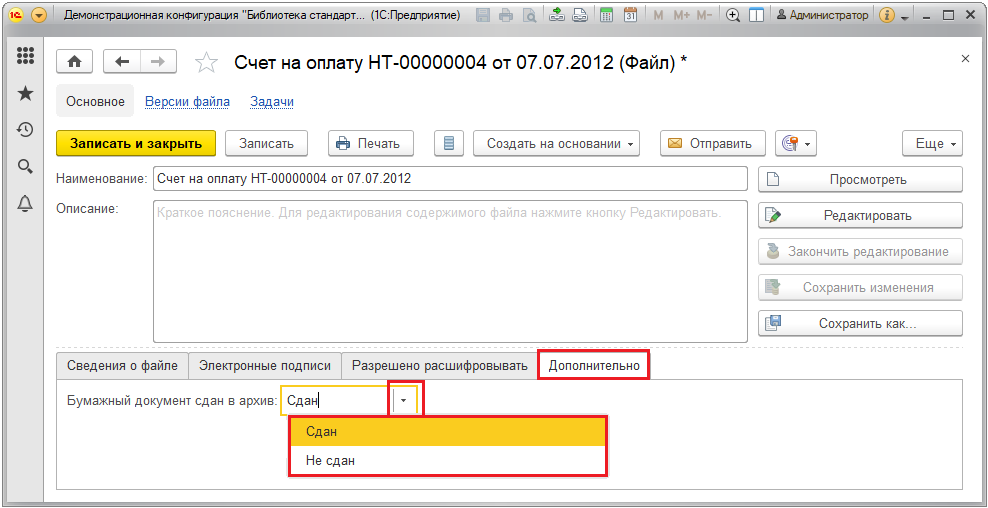 Демонстрационная конфигурация "Библиотека стандарт... (1С:Предприятие) M M+ M- Администратор
Счет на оплату НТ-00000004 от 07.07.2012 (Файл) *
Основное Версии файла Задачи
Записать и закрыть Записать Печать Создать на основании Отправить Еще
Наименование: Счет на оплату НТ-00000004 от 07.07.2012 Просмотреть
Описание: Краткое пояснение. Для редактирования содержимого файла нажмите кнопку Редактировать. Редактировать
Закончить редактирование
Сохранить изменения
Сохранить как...
Сведения о файле Электронные подписи Разрешено расшифровывать Дополнительно
Бумажный документ сдан в архив: Сдан
Сдан
Не сдан